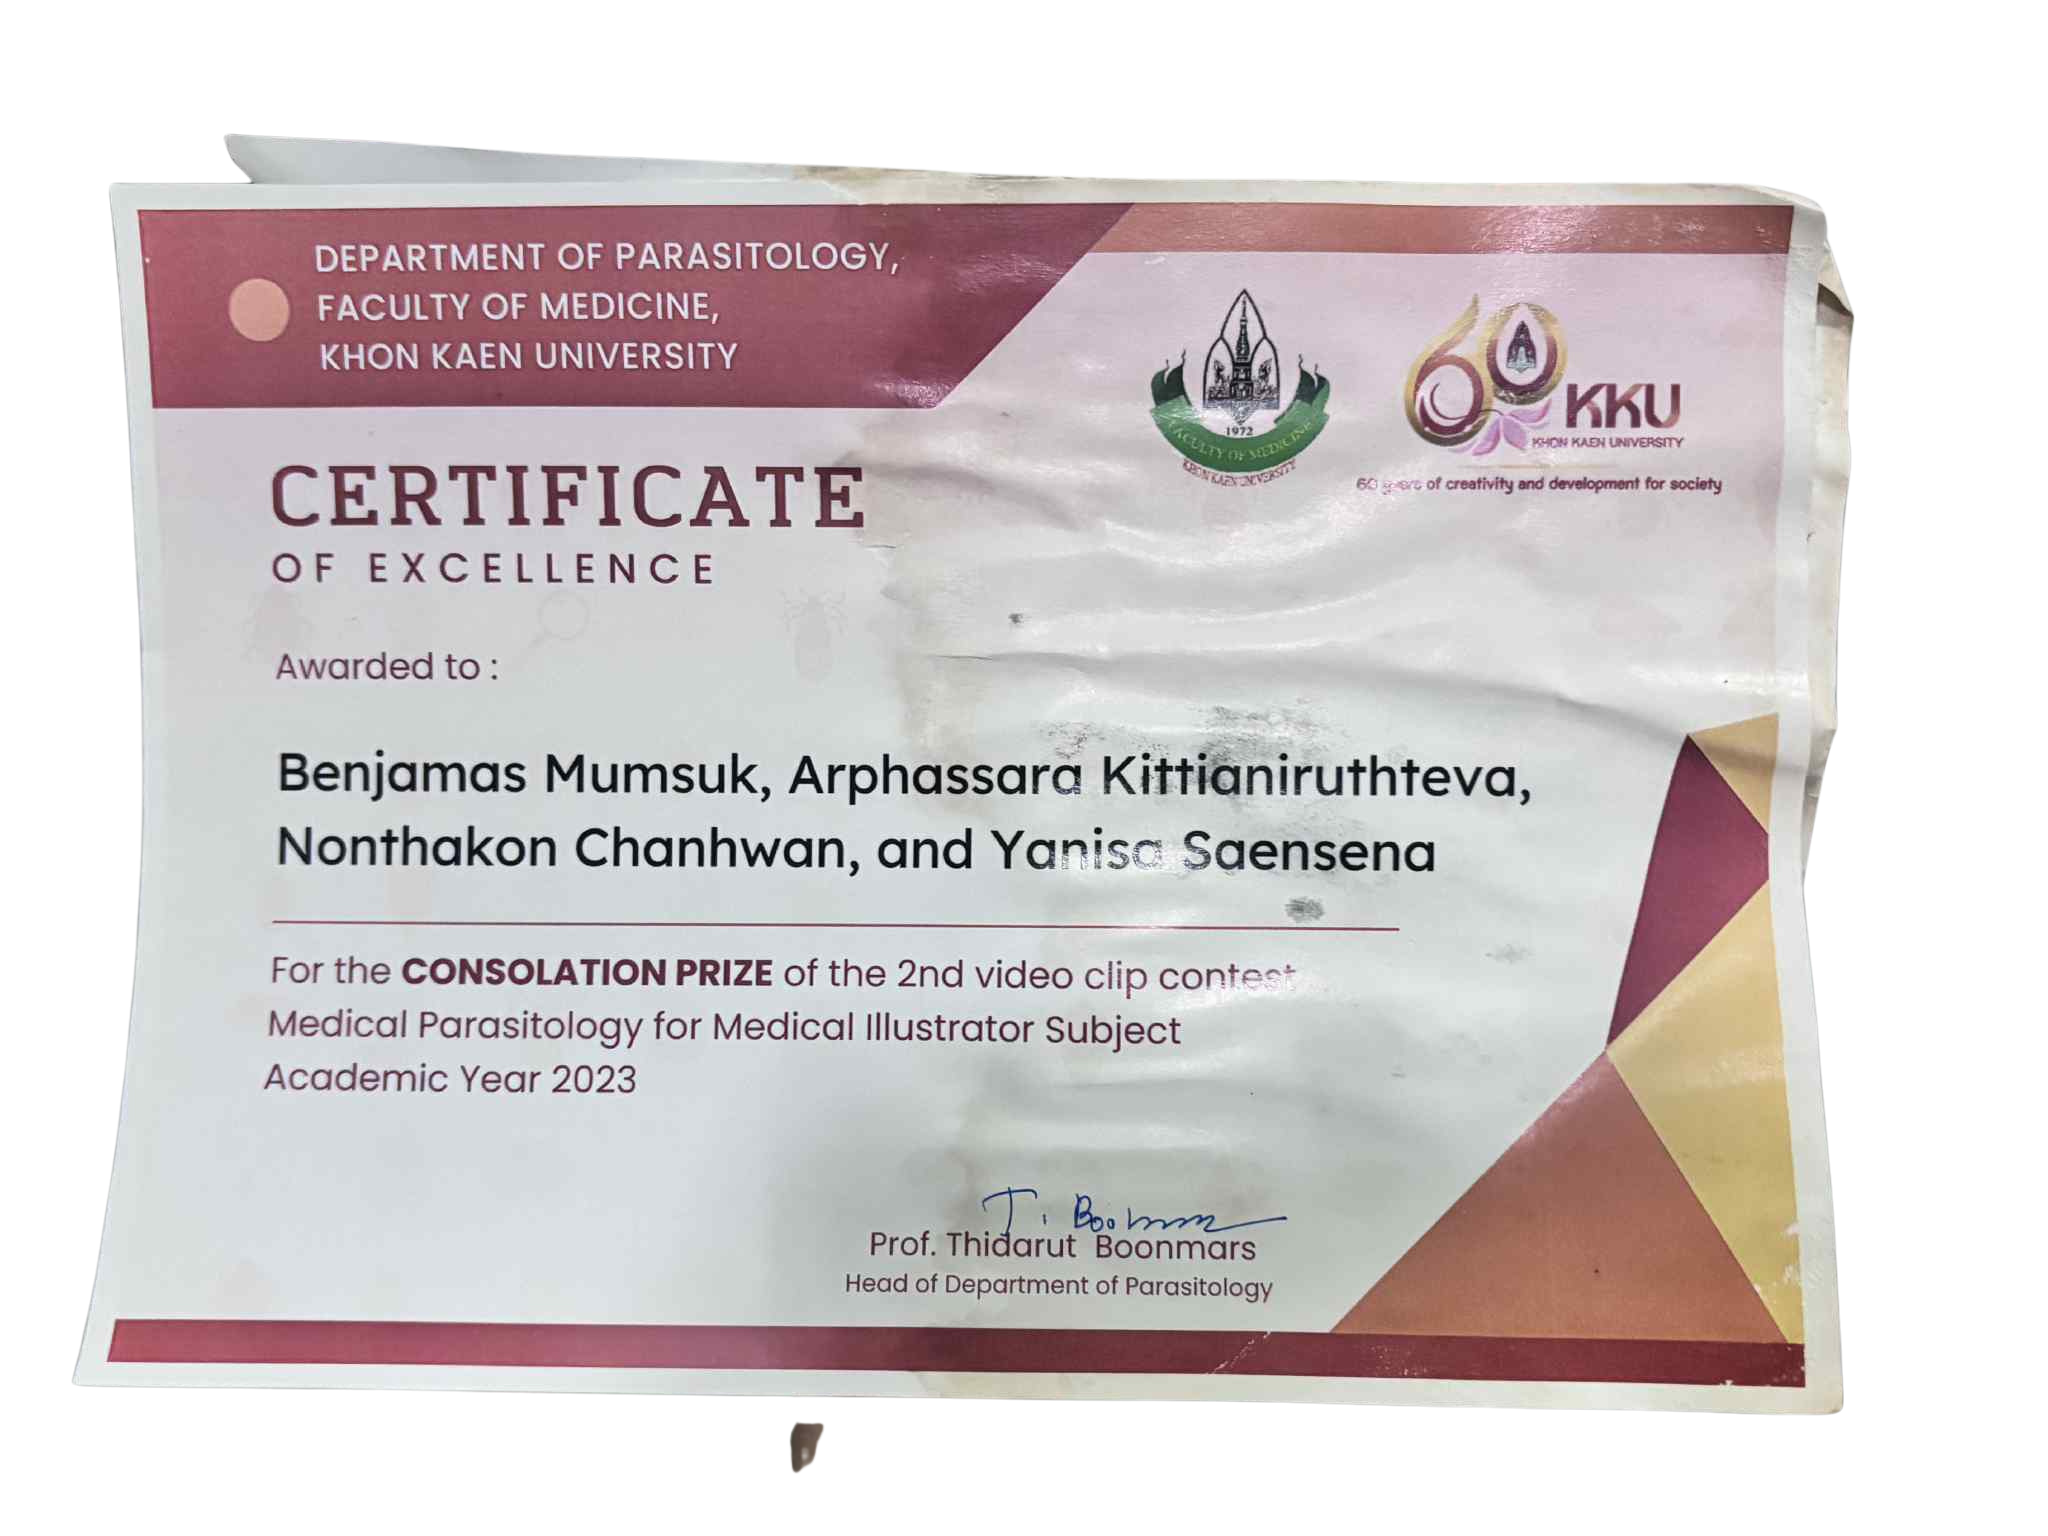 DEPARTMENT OF PARASITOLOGY,
FACULTY OF MEDICINE,
KHON KAEN UNIVERSITY
1972
FACULTY OF MEDICINE
KHON KAEN UNIVERSITY
60 KKU
KHON KAEN UNIVERSITY
60 years of creativity and development for society
CERTIFICATE
OF EXCELLENCE
Awarded to :
Benjamas Mumsuk, Arphassara Kittianiruthteva,
Nonthakon Chanhwan, and Yanisa Saensena
For the CONSOLATION PRIZE of the 2nd video clip contest
Medical Parasitology for Medical Illustrator Subject
Academic Year 2023
T. Boonmars
Prof. Thidarut Boonmars
Head of Department of Parasitology